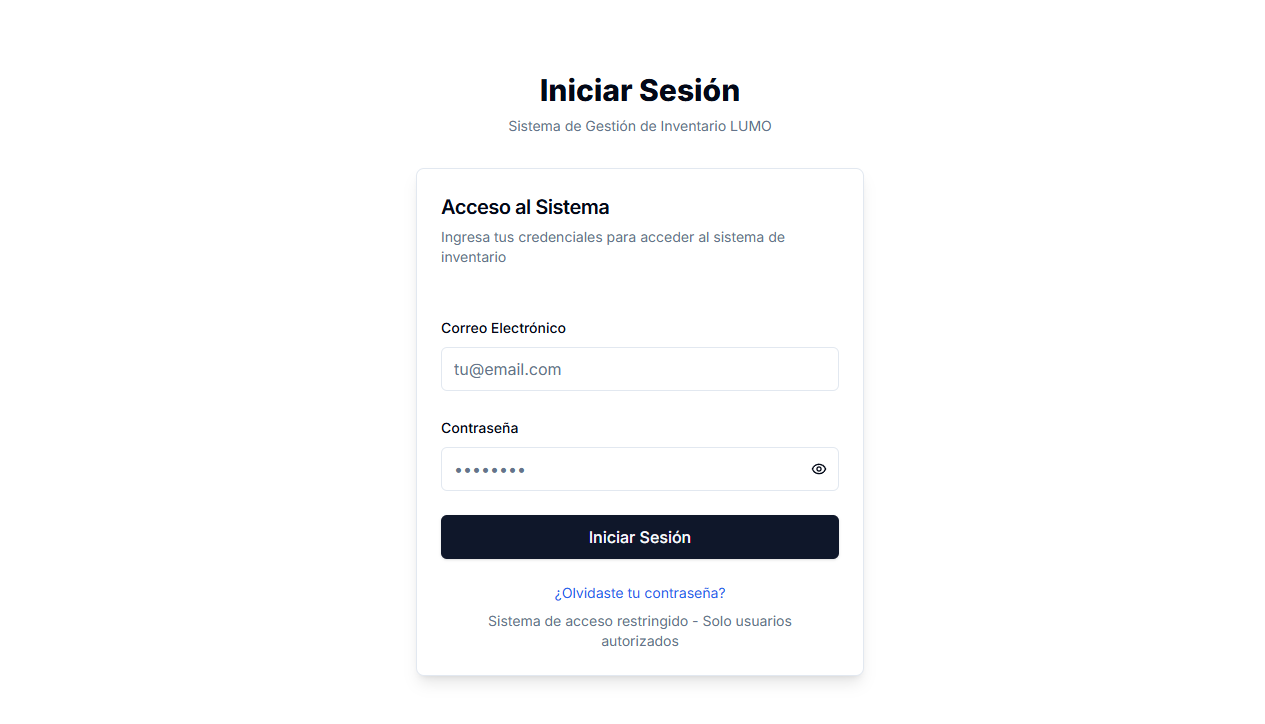 Iniciar Sesión
Sistema de Gestión de Inventario LUMO
Acceso al Sistema
Ingresa tus credenciales para acceder al sistema de
inventario
Correo Electrónico
tu@email.com
Contraseña
••••••••
Iniciar Sesión
¿Olvidaste tu contraseña?
Sistema de acceso restringido - Solo usuarios
autorizados